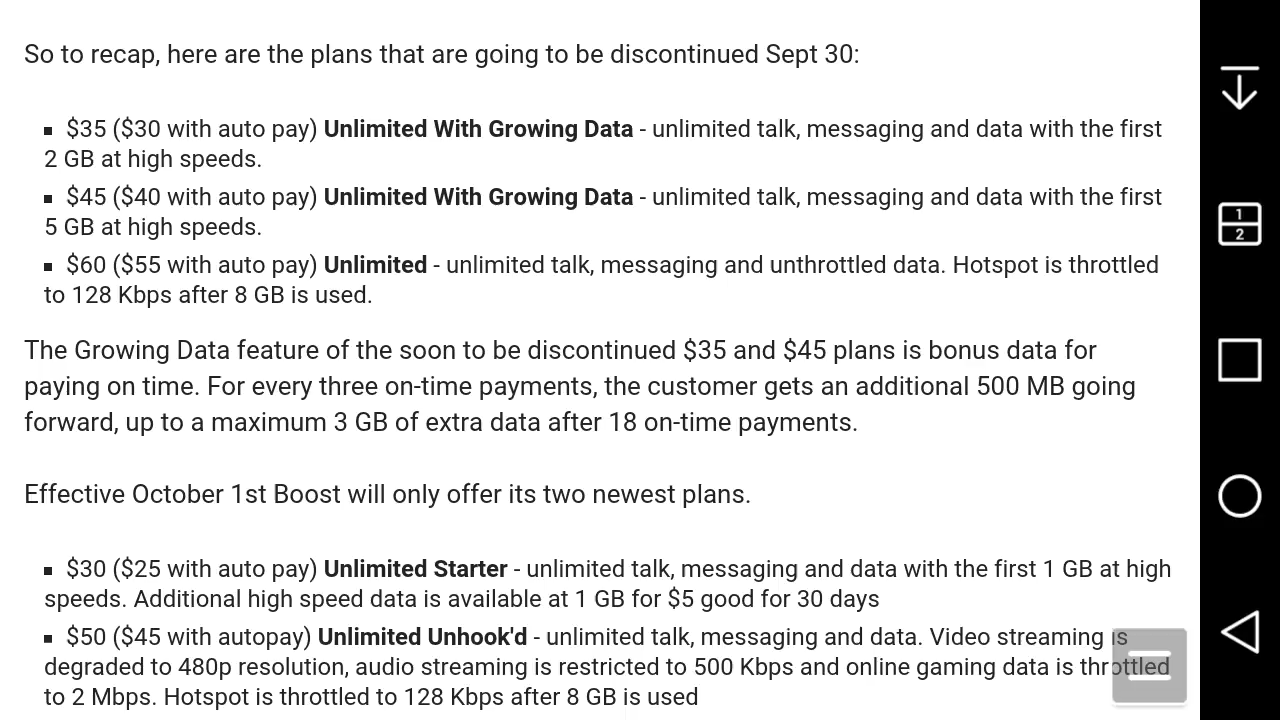 So to recap, here are the plans that are going to be discontinued Sept 30:
▪ $35 ($30 with auto pay) Unlimited With Growing Data - unlimited talk, messaging and data with the first
2 GB at high speeds.
▪ $45 ($40 with auto pay) Unlimited With Growing Data - unlimited talk, messaging and data with the first
5 GB at high speeds.
▪ $60 ($55 with auto pay) Unlimited - unlimited talk, messaging and unthrottled data. Hotspot is throttled
to 128 Kbps after 8 GB is used.
The Growing Data feature of the soon to be discontinued $35 and $45 plans is bonus data for
paying on time. For every three on-time payments, the customer gets an additional 500 MB going
forward, up to a maximum 3 GB of extra data after 18 on-time payments.
Effective October 1st Boost will only offer its two newest plans.
▪ $30 ($25 with auto pay) Unlimited Starter - unlimited talk, messaging and data with the first 1 GB at high
speeds. Additional high speed data is available at 1 GB for $5 good for 30 days
▪ $50 ($45 with autopay) Unlimited Unhook'd - unlimited talk, messaging and data. Video streaming is
degraded to 480p resolution, audio streaming is restricted to 500 Kbps and online gaming data is throttled
to 2 Mbps. Hotspot is throttled to 128 Kbps after 8 GB is used
1
2